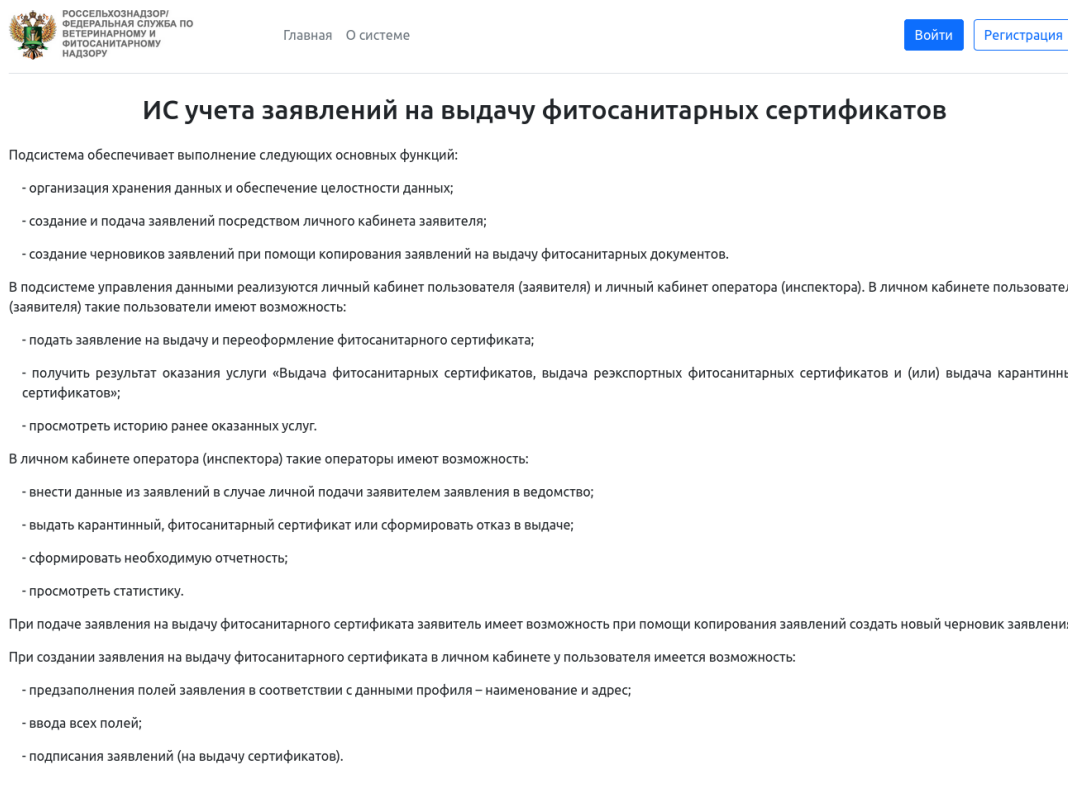 РОССЕЛЬХОЗНАДЗОР/
ФЕДЕРАЛЬНАЯ СЛУЖБА ПО
ВЕТЕРИНАРНОМУ И
ФИТОСАНИТАРНОМУ
НАДЗОРУ
Главная О системе
Войти Регистрация
ИС учета заявлений на выдачу фитосанитарных сертификатов
Подсистема обеспечивает выполнение следующих основных функций:
- организация хранения данных и обеспечение целостности данных;
- создание и подача заявлений посредством личного кабинета заявителя;
- создание черновиков заявлений при помощи копирования заявлений на выдачу фитосанитарных документов.
В подсистеме управления данными реализуются личный кабинет пользователя (заявителя) и личный кабинет оператора (инспектора). В личном кабинете
(заявителя) такие пользователи имеют возможность:
- подать заявление на выдачу и переоформление фитосанитарного сертификата;
- получить результат оказания услуги «Выдача фитосанитарных сертификатов, выдача реэкспортных фитосанитарных сертификатов и (или) выдача
сертификатов»;
- просмотреть историю ранее оказанных услуг.
В личном кабинете оператора (инспектора) такие операторы имеют возможность:
- внести данные из заявлений в случае личной подачи заявителем заявления в ведомство;
- выдать карантинный, фитосанитарный сертификат или сформировать отказ в выдаче;
- сформировать необходимую отчетность;
- просмотреть статистику.
При подаче заявления на выдачу фитосанитарного сертификата заявитель имеет возможность при помощи копирования заявлений создать новый черновик
При создании заявления на выдачу фитосанитарного сертификата в личном кабинете у пользователя имеется возможность:
- предзаполнения полей заявления в соответствии с данными профиля – наименование и адрес;
- ввода всех полей;
- подписания заявлений (на выдачу сертификатов).